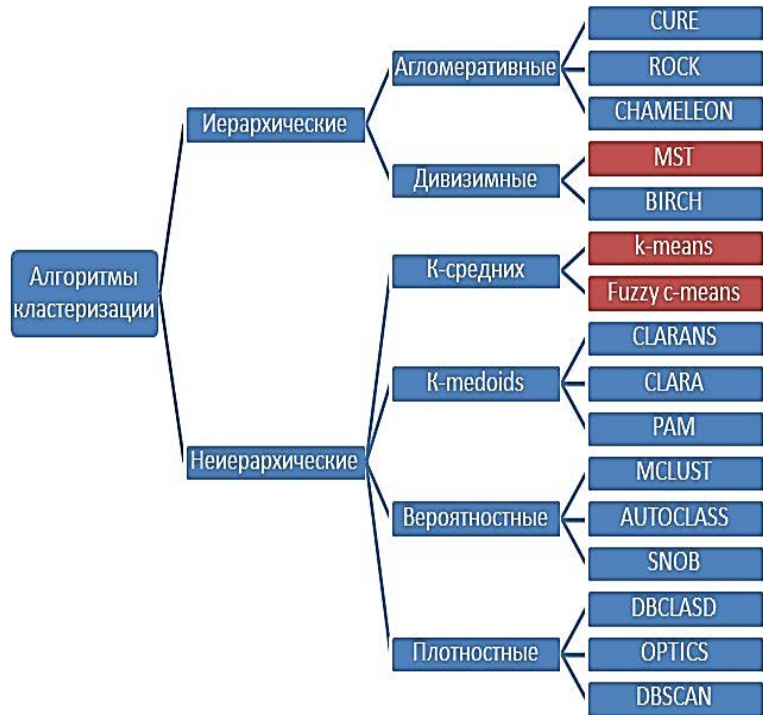 Алгоритмы
кластеризации
Иерархические
Агломеративные
CURE
ROCK
CHAMELEON
Дивизимные
MST
BIRCH
Неиерархические
К-средних
k-means
Fuzzy c-means
K-medoids
CLARANS
CLARA
PAM
Вероятностные
MCLUST
AUTOCLASS
SNOB
Плотностные
DBCLASD
OPTICS
DBSCAN